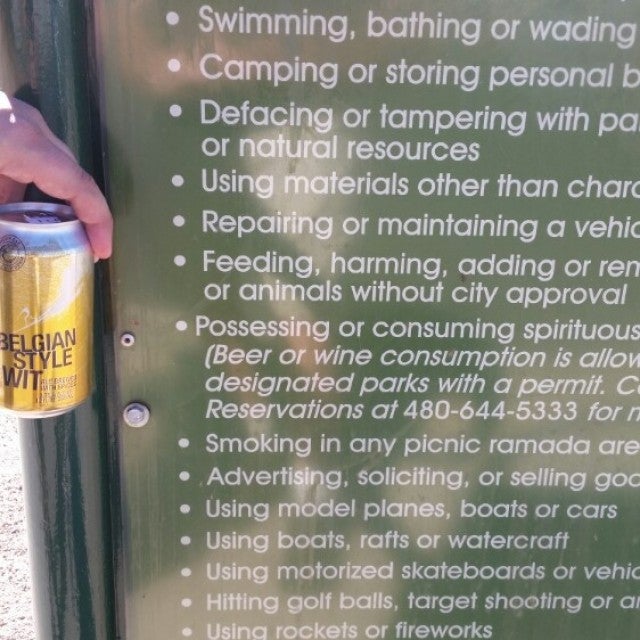 • Swimming, bathing or wading
• Camping or storing personal b
• Defacing or tampering with pa
or natural resources
• Using materials other than charc
• Repairing or maintaining a vehic
• Feeding, harming, adding or rem
or animals without city approval
• Possessing or consuming spirituous
(Beer or wine consumption is allow
designated parks with a permit. C
Reservations at 480-644-5333 for
• Smoking in any picnic ramada are
• Advertising, soliciting, or selling goo
• Using model planes, boats or cars
• Using boats, rafts or watercraft
• Using motorized skateboards or vehic
• Hitting golf balls, target shooting or
• Using rockets or fireworks
BELGIAN
STYLE
WIT